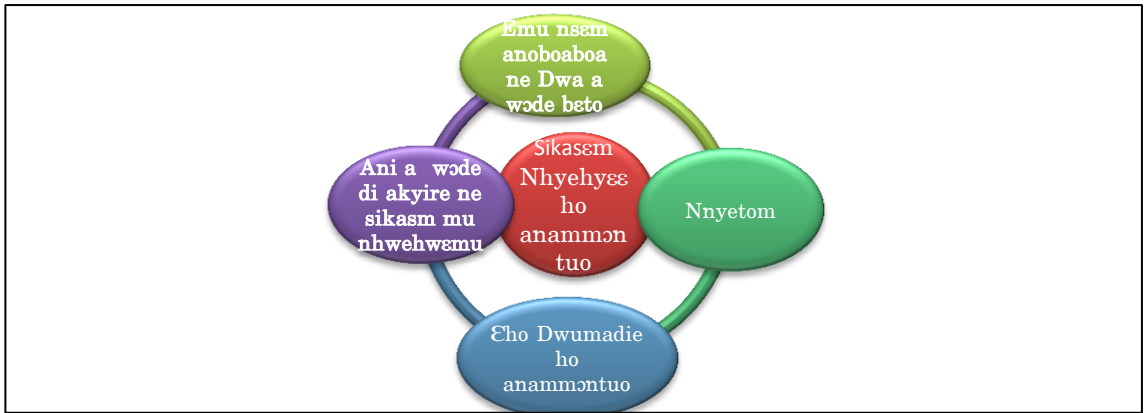 Emu nsɛm
anoboaboa
ne Dwa a
wɔde bɛto
Ani a wɔde
di akyire ne
sikasm mu
nhwehwɛmu
Sikasɛm
Nhyehyɛɛ
ho
anammɔn
tuo
Nnyetom
Ɛho Dwumadie
ho
anammɔntuo